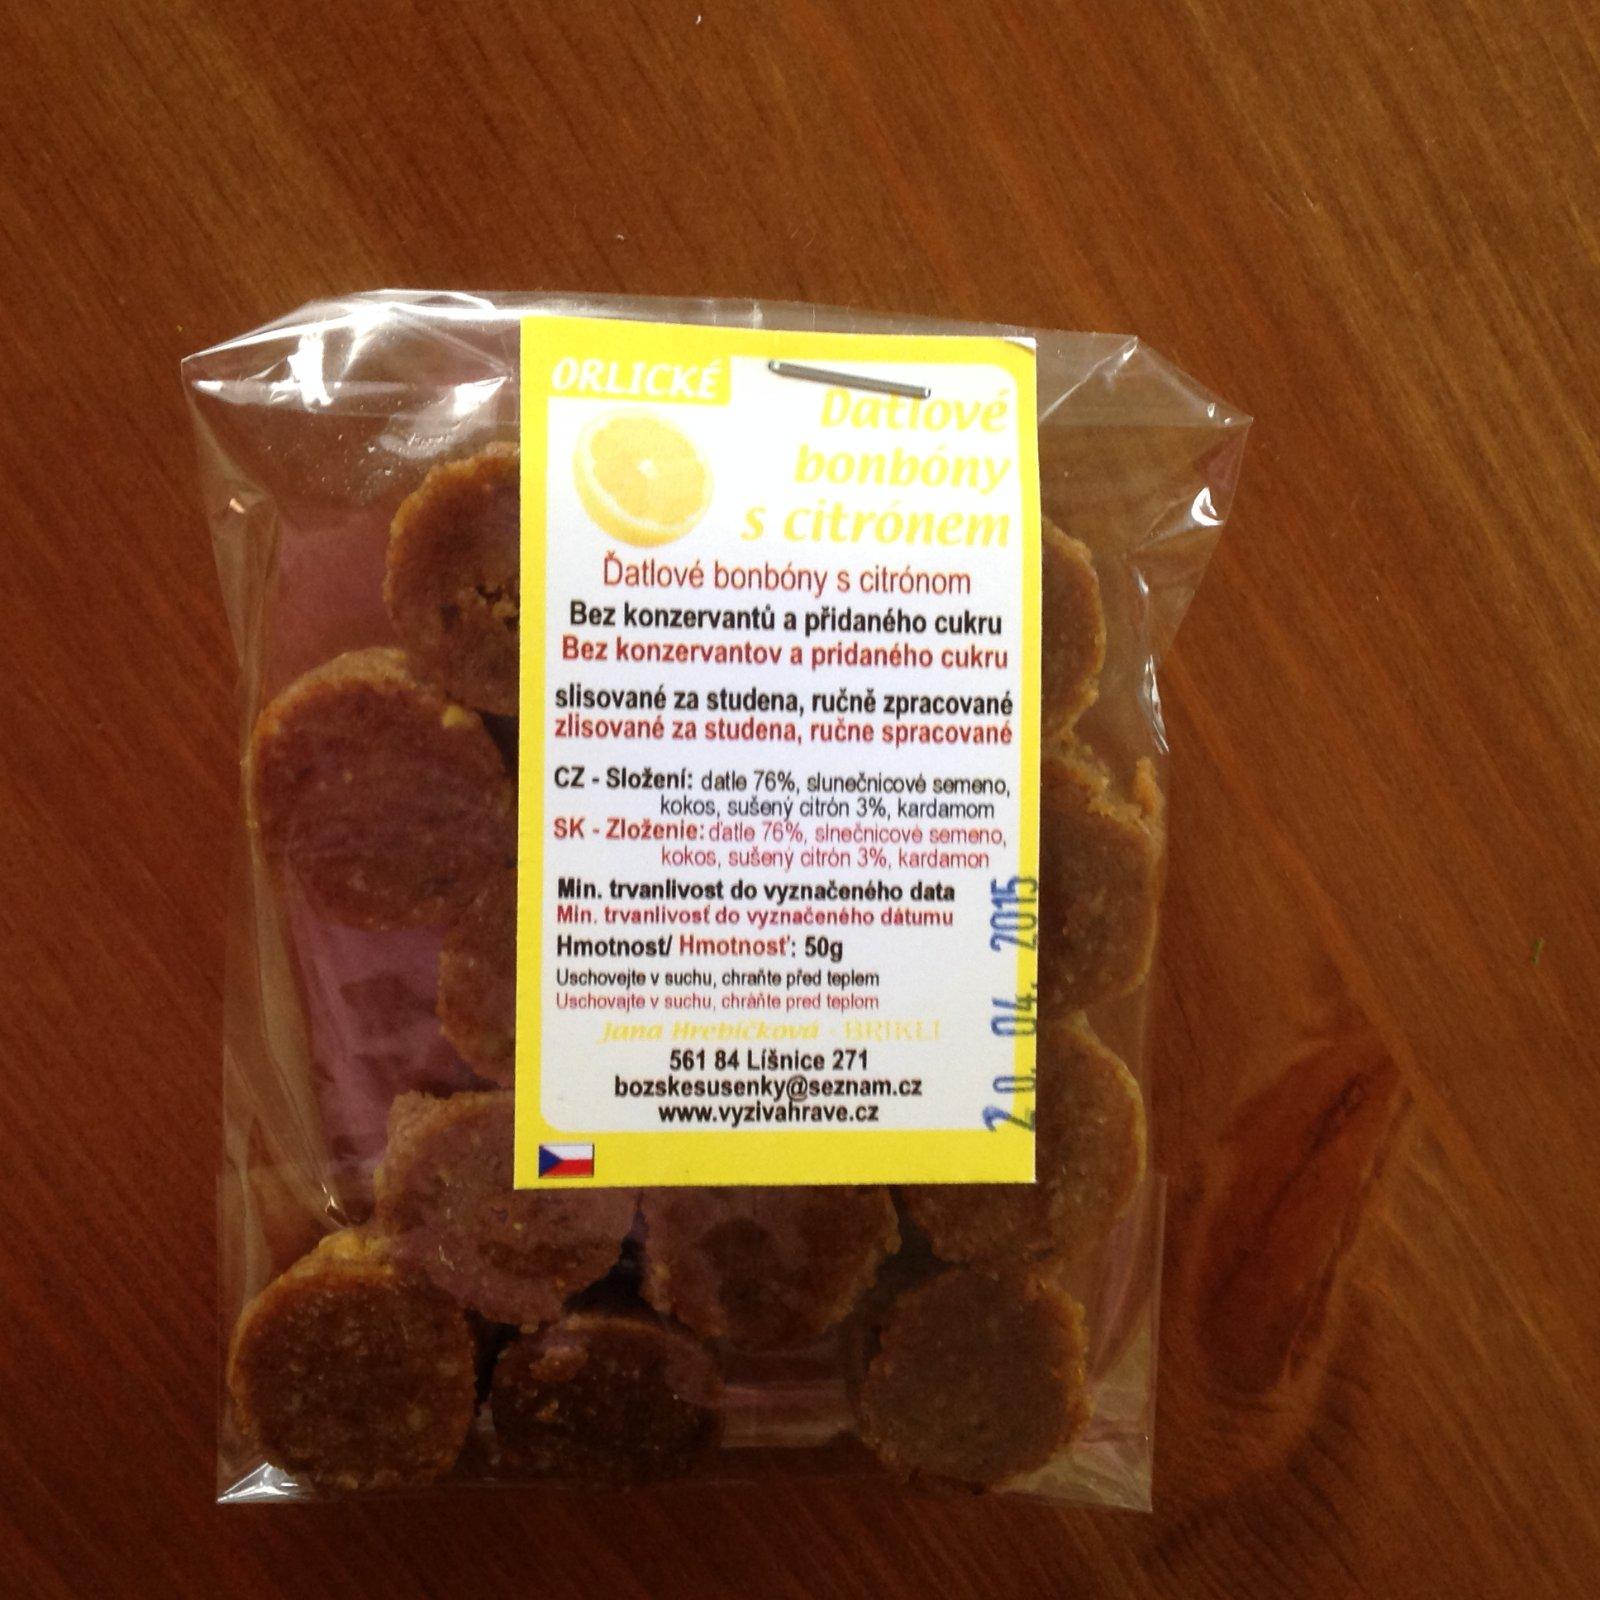 ORLICKÉ
Datlové
bonbóny
s citrónem
Ďatlové bonbóny s citrónom
Bez konzervantů a přidaného cukru
Bez konzervantov a pridaného cukru
slisované za studena, ručně zpracované
zlisované za studena, ručne spracované
CZ - Složení: datle 76%, slunečnicové semeno,
kokos, sušený citrón 3%, kardamom
SK - Zloženie: ďatle 76%, slnečnicové semeno,
kokos, sušený citrón 3%, kardamon
Min. trvanlivost do vyznačeného data
Min. trvanlivosť do vyznačeného dátumu
Hmotnost/ Hmotnosť: 50g
Uschovejte v suchu, chraňte před teplem
Uschovajte v suchu, chráňte pred teplom
Jana Hrebíčková - BRIKLI
561 84 Líšnice 271
bozskesusenky@seznam.cz
www.vyzivahrave.cz
20. 04. 2015